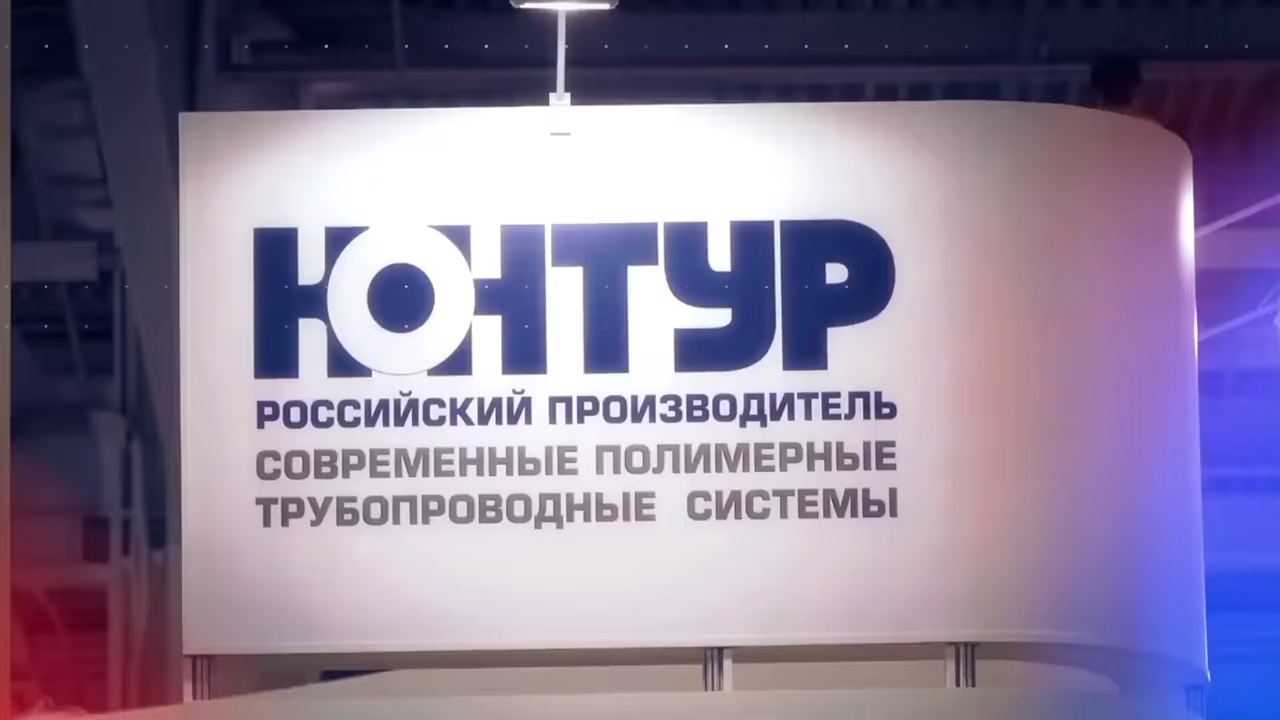 КОНТУР
РОССИЙСКИЙ ПРОИЗВОДИТЕЛЬ
СОВРЕМЕННЫЕ ПОЛИМЕРНЫЕ
ТРУБОПРОВОДНЫЕ СИСТЕМЫ